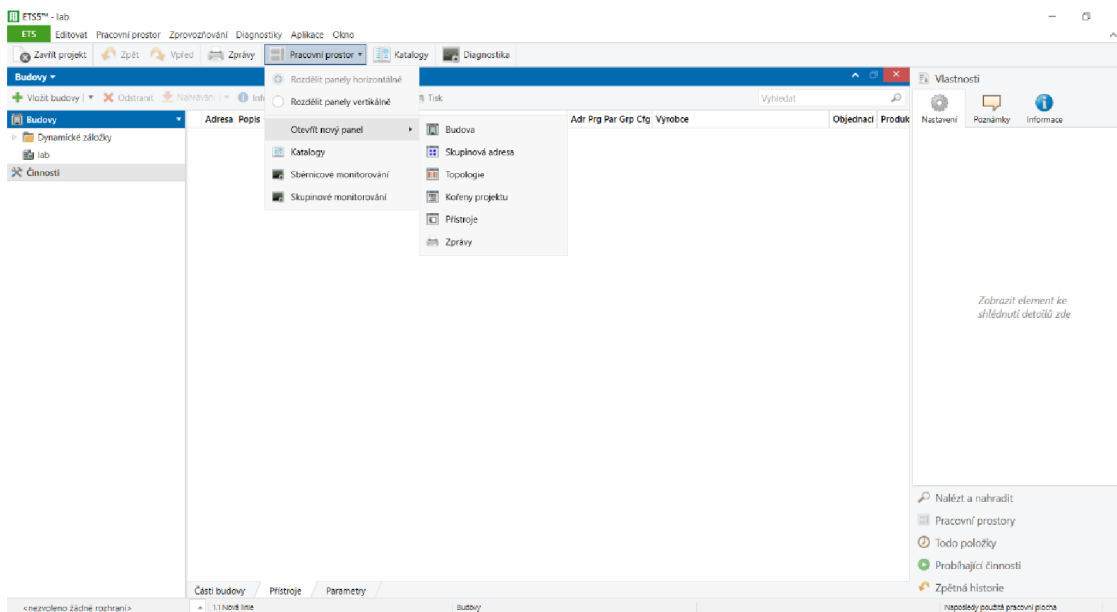 ETS5™ - lab
ETS Editovat Pracovní prostor Zprovozňování Diagnostiky Aplikace Okno
Zavřít projekt Zpět Vpřed Zprávy Pracovní prostor Katalogy Diagnostika
Budovy
Vložit budovy Odstranit Nahrávání Tisk Vyhledat
Budovy
Dynamické záložky
lab
Činnosti
Rozdělit panely horizontálně
Rozdělit panely vertikálně
Otevřít nový panel
Katalogy
Sběrnicové monitorování
Skupinové monitorování
Budova
Skupinová adresa
Topologie
Kořeny projektu
Přístroje
Zprávy
Adresa Popis Adr Prg Par Grp Cfg Výrobce Objednací Produk
Vlastnosti
Nastavení Poznámky Informace
Zobrazit element ke
shlédnutí detailů zde
Nalézt a nahradit
Pracovní prostory
Todo položky
Probíhající činnosti
Zpětná historie
Části budovy Přístroje Parametry
<nezvoleno žádné rozhraní> 1.1 Nová linie Budovy Naposledy použitá pracovní plocha